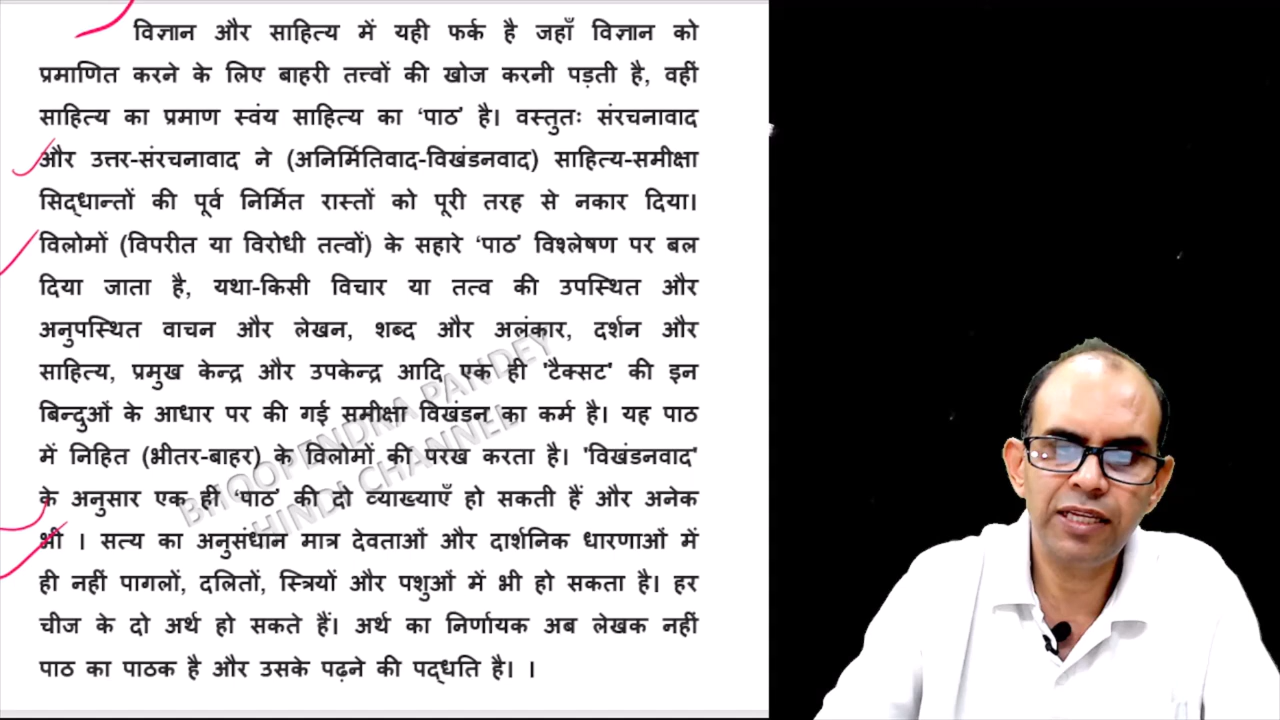 विज्ञान और साहित्य में यही फर्क है जहाँ विज्ञान को
प्रमाणित करने के लिए बाहरी तत्त्वों की खोज करनी पड़ती है, वहीं
साहित्य का प्रमाण स्वंय साहित्य का ‘पाठ’ है। वस्तुतः संरचनावाद
और उत्तर-संरचनावाद ने (अनिर्मितिवाद-विखंडनवाद) साहित्य-समीक्षा
सिद्धान्तों की पूर्व निर्मित रास्तों को पूरी तरह से नकार दिया।
विलोमों (विपरीत या विरोधी तत्वों) के सहारे ‘पाठ’ विश्लेषण पर बल
दिया जाता है, यथा-किसी विचार या तत्व की उपस्थित और
अनुपस्थित वाचन और लेखन, शब्द और अलंकार, दर्शन और
साहित्य, प्रमुख केन्द्र और उपकेन्द्र आदि एक ही 'टैक्सट' की इन
बिन्दुओं के आधार पर की गई समीक्षा विखंडन का कर्म है। यह पाठ
में निहित (भीतर-बाहर) के विलोमों की परख करता है। 'विखंडनवाद'
के अनुसार एक ही ‘पाठ’ की दो व्याख्याएँ हो सकती हैं और अनेक
भी । सत्य का अनुसंधान मात्र देवताओं और दार्शनिक धारणाओं में
ही नहीं पागलों, दलितों, स्त्रियों और पशुओं में भी हो सकता है। हर
चीज के दो अर्थ हो सकते हैं। अर्थ का निर्णायक अब लेखक नहीं
पाठ का पाठक है और उसके पढ़ने की पद्धति है। ।
BHOOPENDRA PANDEY
HINDI CHANNEL